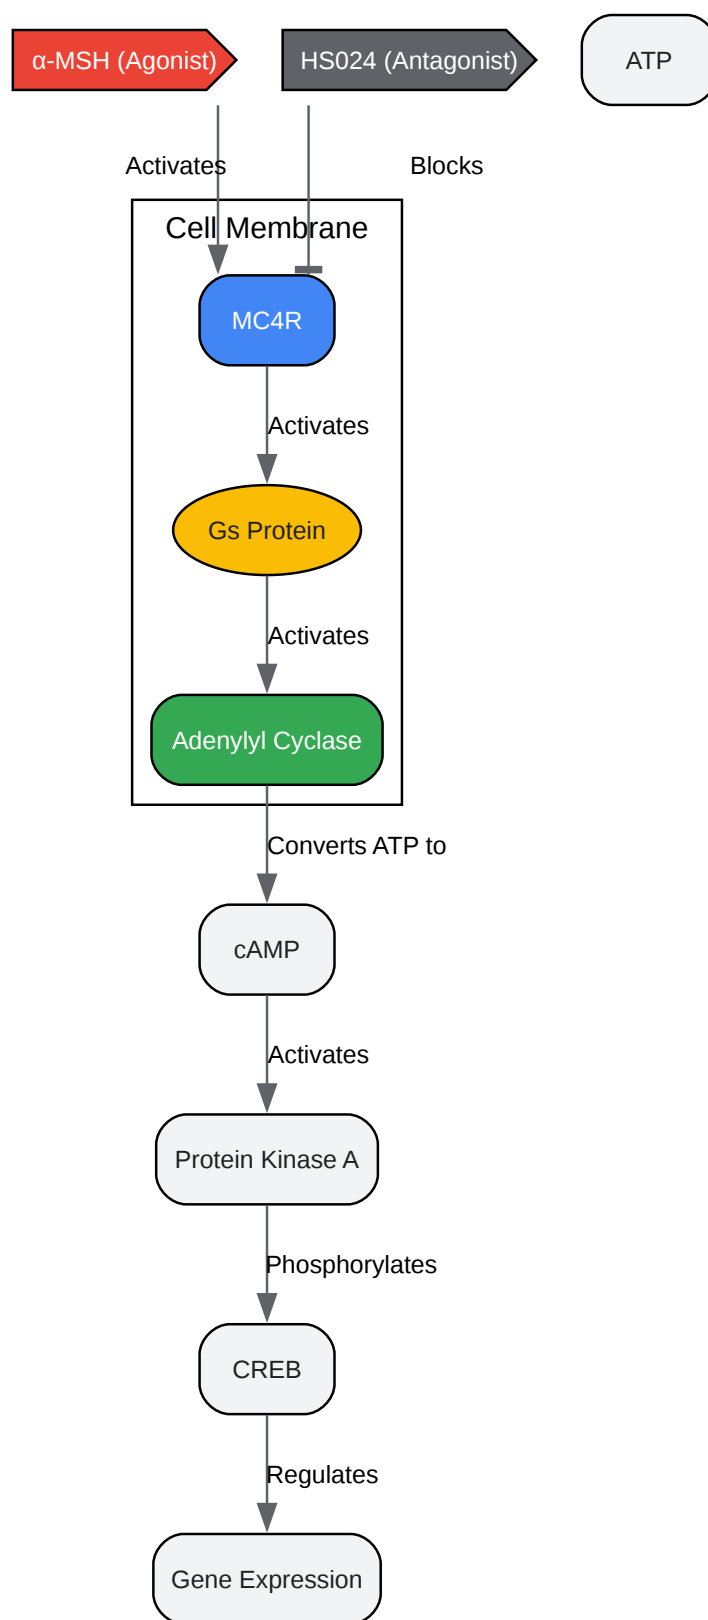 α-MSH (Agonist)
HS024 (Antagonist)
ATP
Activates
Blocks
Cell Membrane
MC4R
Activates
Gs Protein
Activates
Adenylyl Cyclase
Converts ATP to
cAMP
Activates
Protein Kinase A
Phosphorylates
CREB
Regulates
Gene Expression